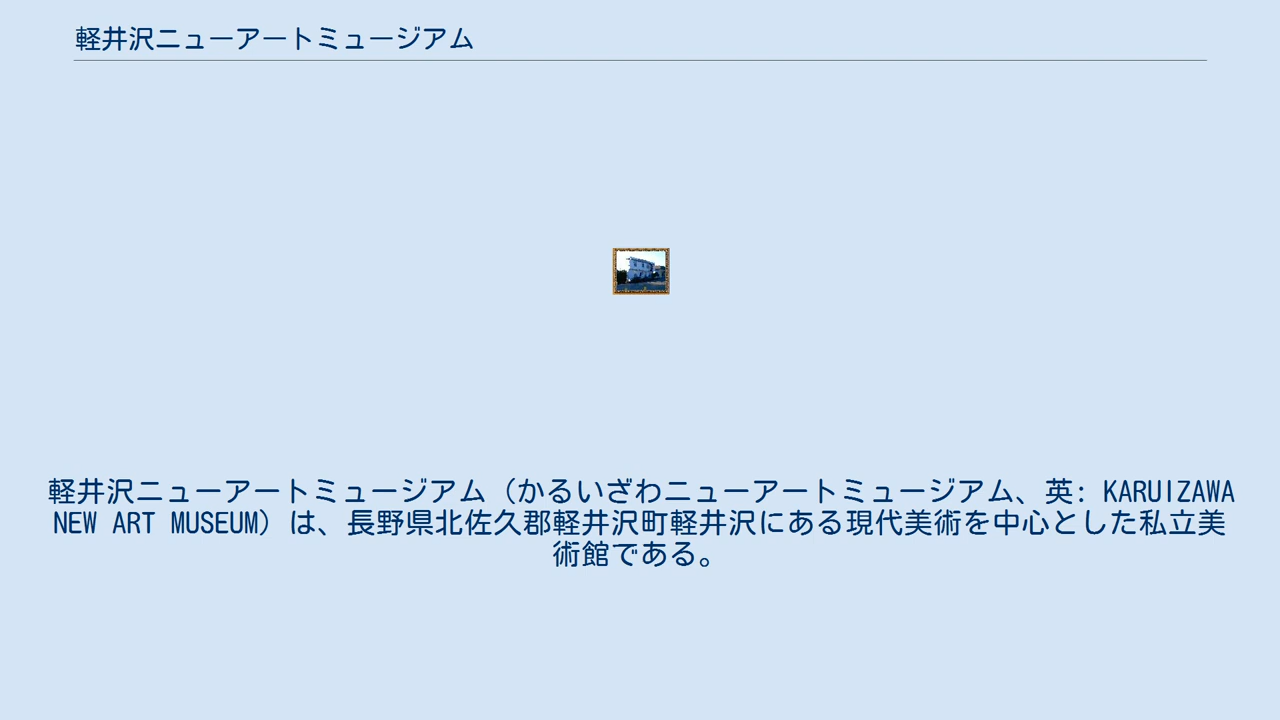 軽井沢ニューアートミュージアム
軽井沢ニューアートミュージアム（かるいざわニューアートミュージアム、英: KARUIZAWA
NEW ART MUSEUM）は、長野県北佐久郡軽井沢町軽井沢にある現代美術を中心とした私立美
術館である。